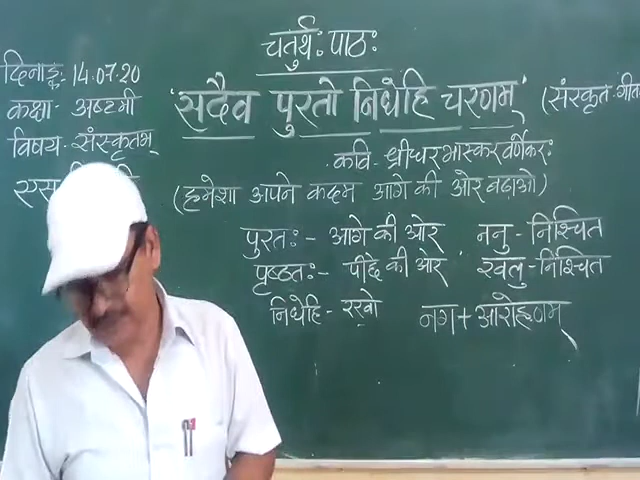 चतुर्थः पाठः
दिनाङ्कः- 14.07.20
कक्षा- अष्टमी
विषय- संस्कृतम्
'सदैव पुरतो निधेहि चरणम्' (संस्कृत-गीत
कवि- श्रीधरभास्करवर्णेकरः
(हमेशा अपने कदम आगे की ओर बढ़ाओ)
पुरतः- आगे की ओर ननु- निश्चित
पृष्ठतः- पीछे की ओर खलु-निश्चित
निधेहि- रखो नग+आरोहणम्